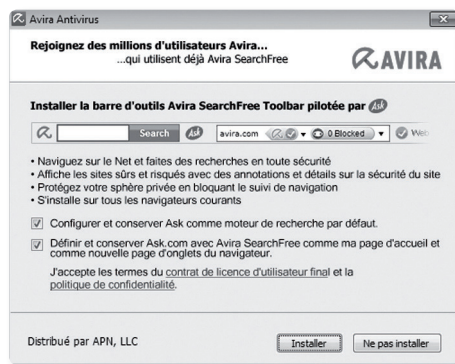 Avira Antivirus
Rejoignez des millions d'utilisateurs Avira...
...qui utilisent déjà Avira SearchFree
AVIRA
Installer la barre d'outils Avira SearchFree Toolbar pilotée par Ask
Search Ask avira.com 0 Blocked Web
• Naviguez sur le Net et faites des recherches en toute sécurité
• Affiche les sites sûrs et risqués avec des annotations et détails sur la sécurité du site
• Protégez votre sphère privée en bloquant le suivi de navigation
• S'installe sur tous les navigateurs courants
Configurer et conserver Ask comme moteur de recherche par défaut.
Définir et conserver Ask.com avec Avira SearchFree comme ma page d'accueil et
comme nouvelle page d'onglets du navigateur.
J'accepte les termes du contrat de licence d'utilisateur final et la
politique de confidentialité.
Distribué par APN, LLC
Installer
Ne pas installer